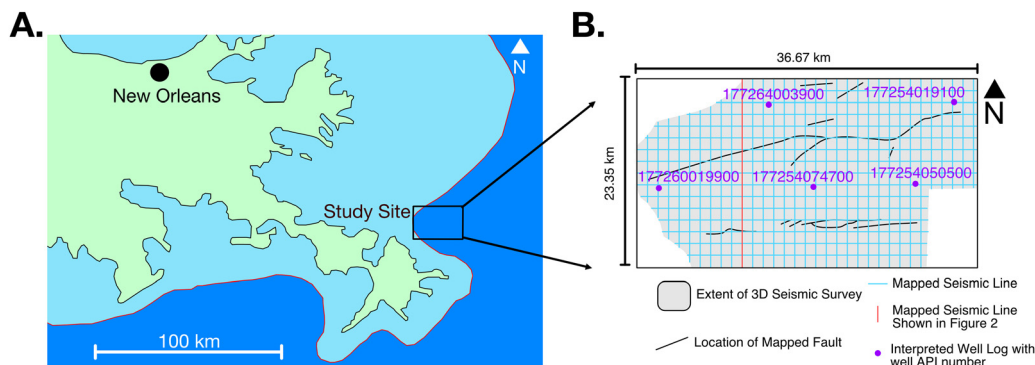 A.
N
New Orleans
Study Site
100 km
B.
36.67 km
N
23.35 km
177264003900
177254019100
177260019900
177254074700
177254050500
Extent of 3D Seismic Survey
Location of Mapped Fault
Mapped Seismic Line
Mapped Seismic Line
Shown in Figure 2
Interpreted Well Log with
well API number